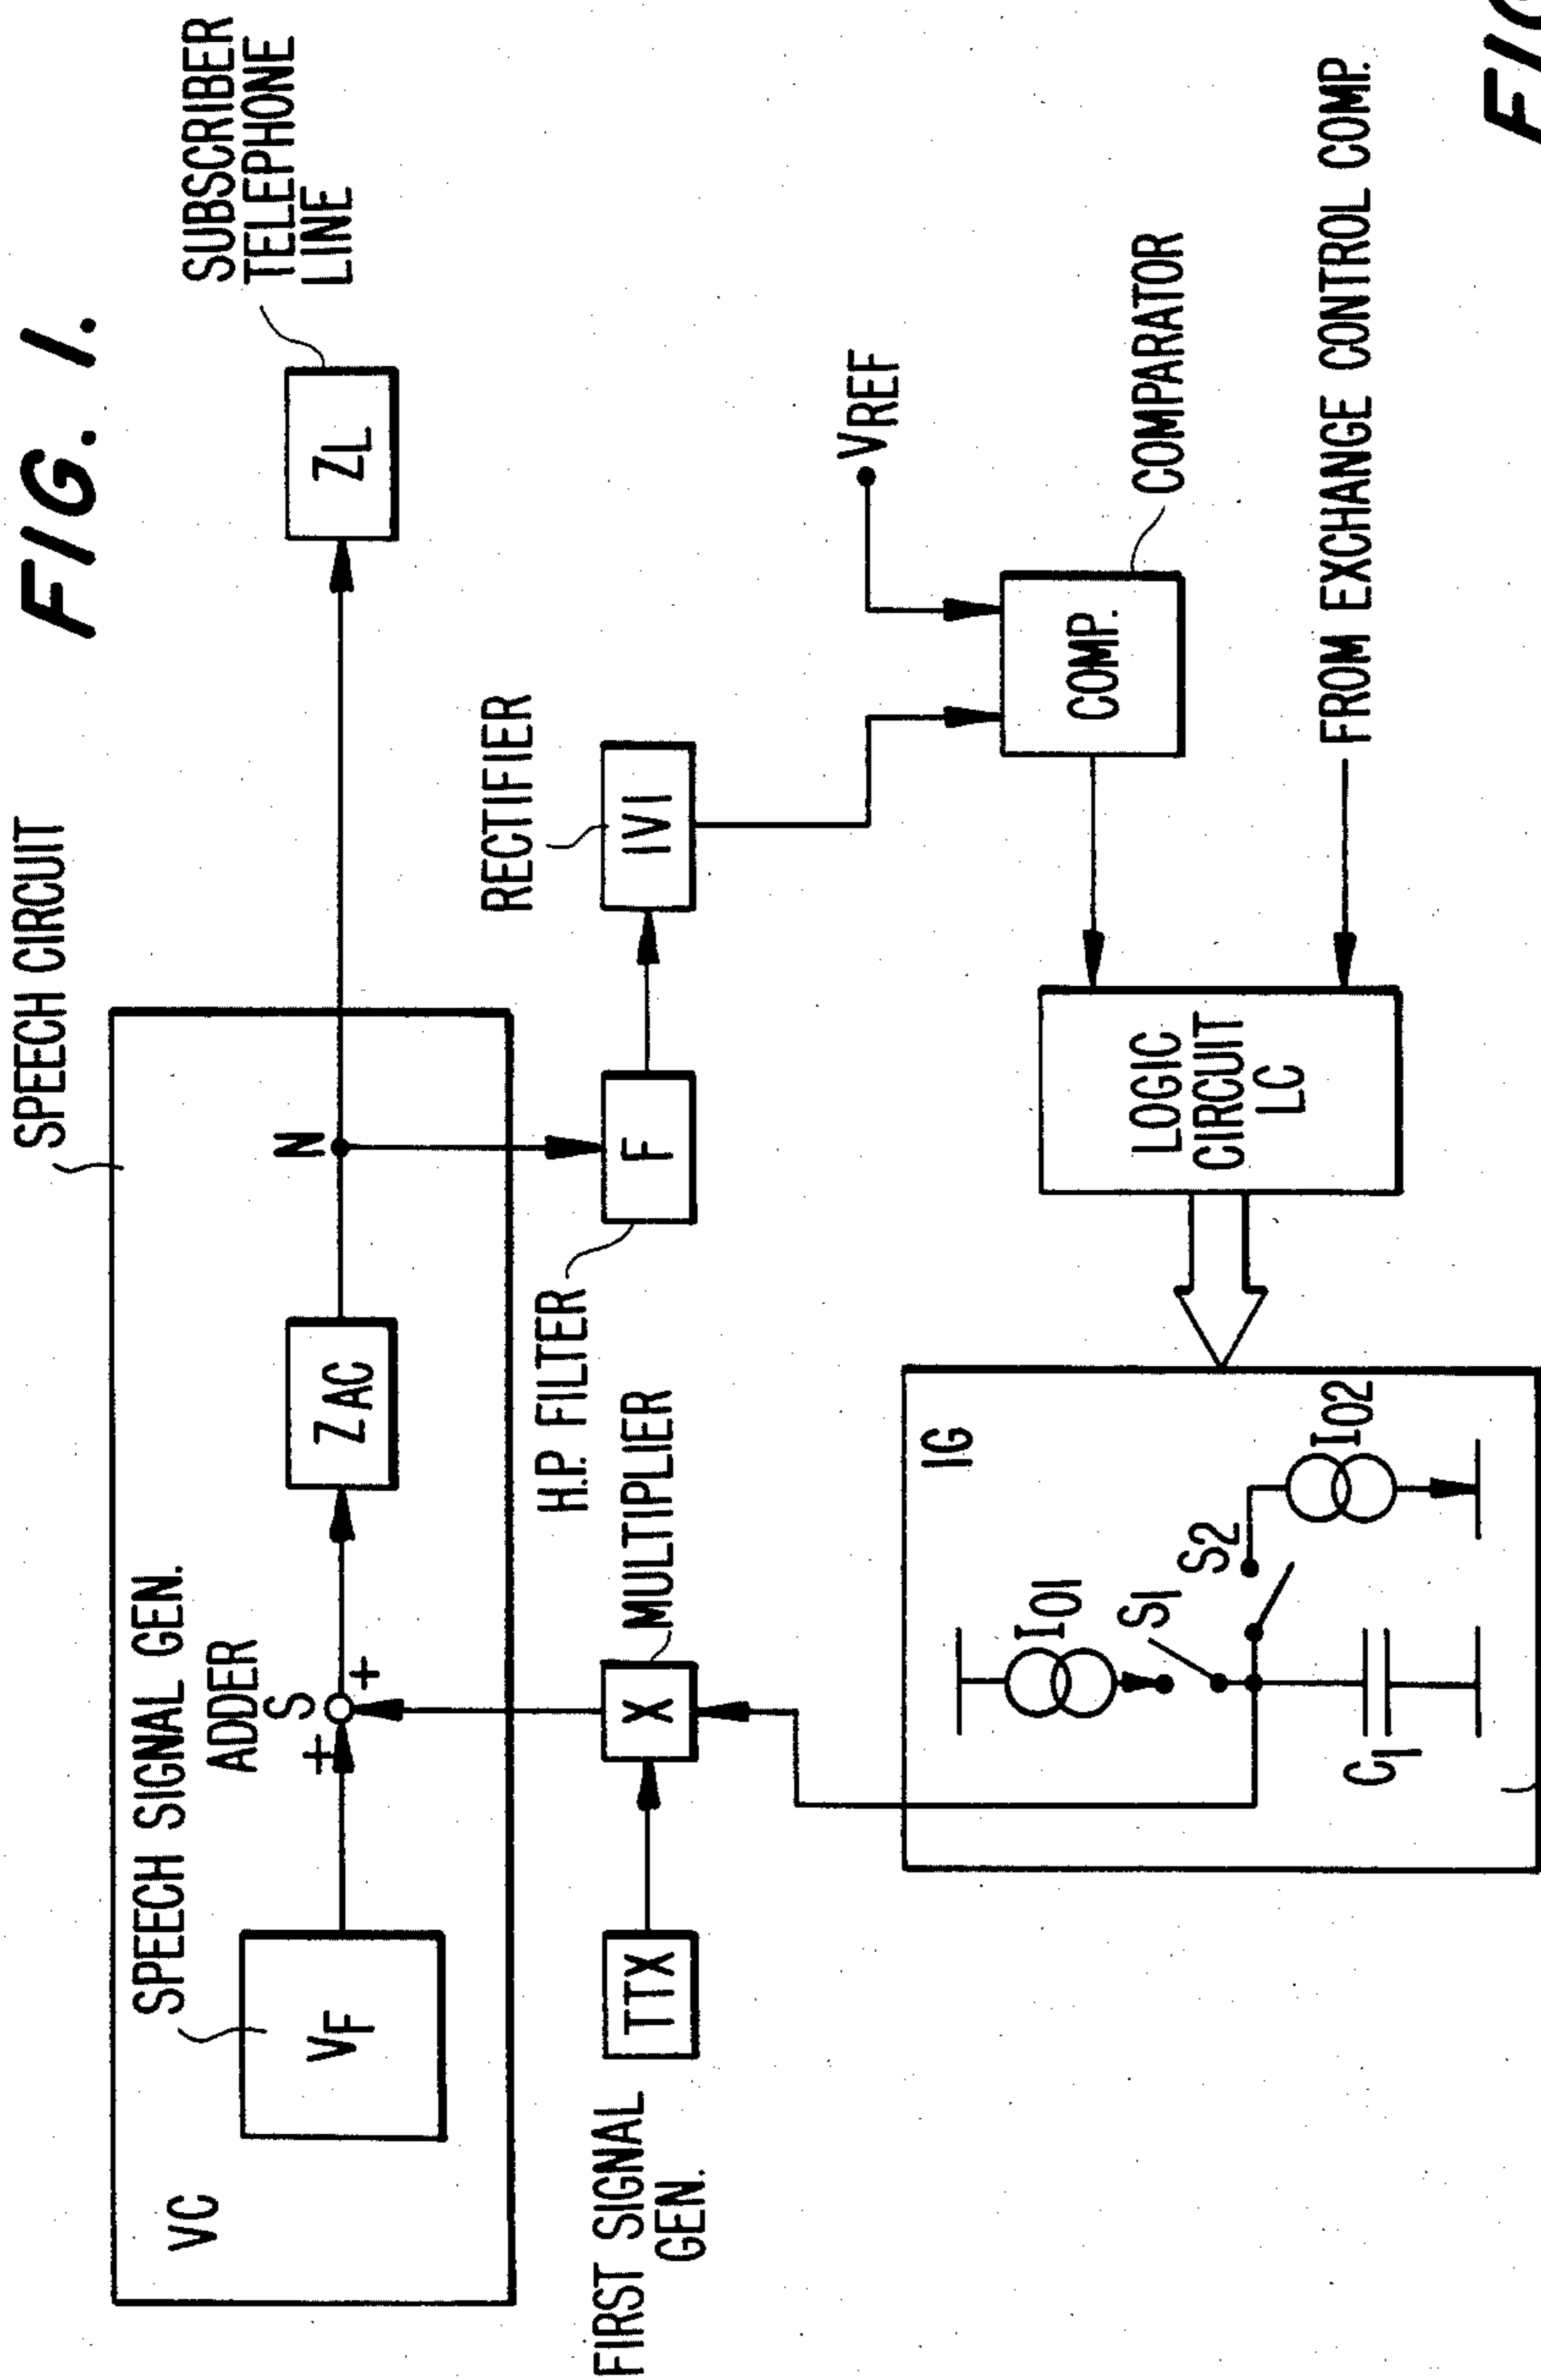 FIG. 1.
SPEECH CIRCUIT
SUBSCRIBER
TELEPHONE
LINE
VC
SPEECH SIGNAL GEN.
ADDER
S
+
+
VF
ZAC
N
ZL
FIRST SIGNAL
GEN.
TTX
X
MULTIPLIER
H.P. FILTER
F
RECTIFIER
IVI
VREF
COMP.
COMPARATOR
IG
I01
S1
S2
I02
C1
LOGIC
CIRCUIT
LC
FROM EXCHANGE CONTROL COMP.